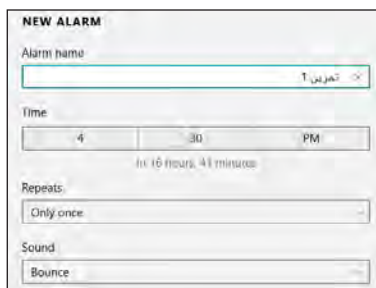 NEW ALARM
Alarm name
تمرین 1
Time
4 30 PM
In 16 hours, 41 minutes
Repeats
Only once
Sound
Bounce